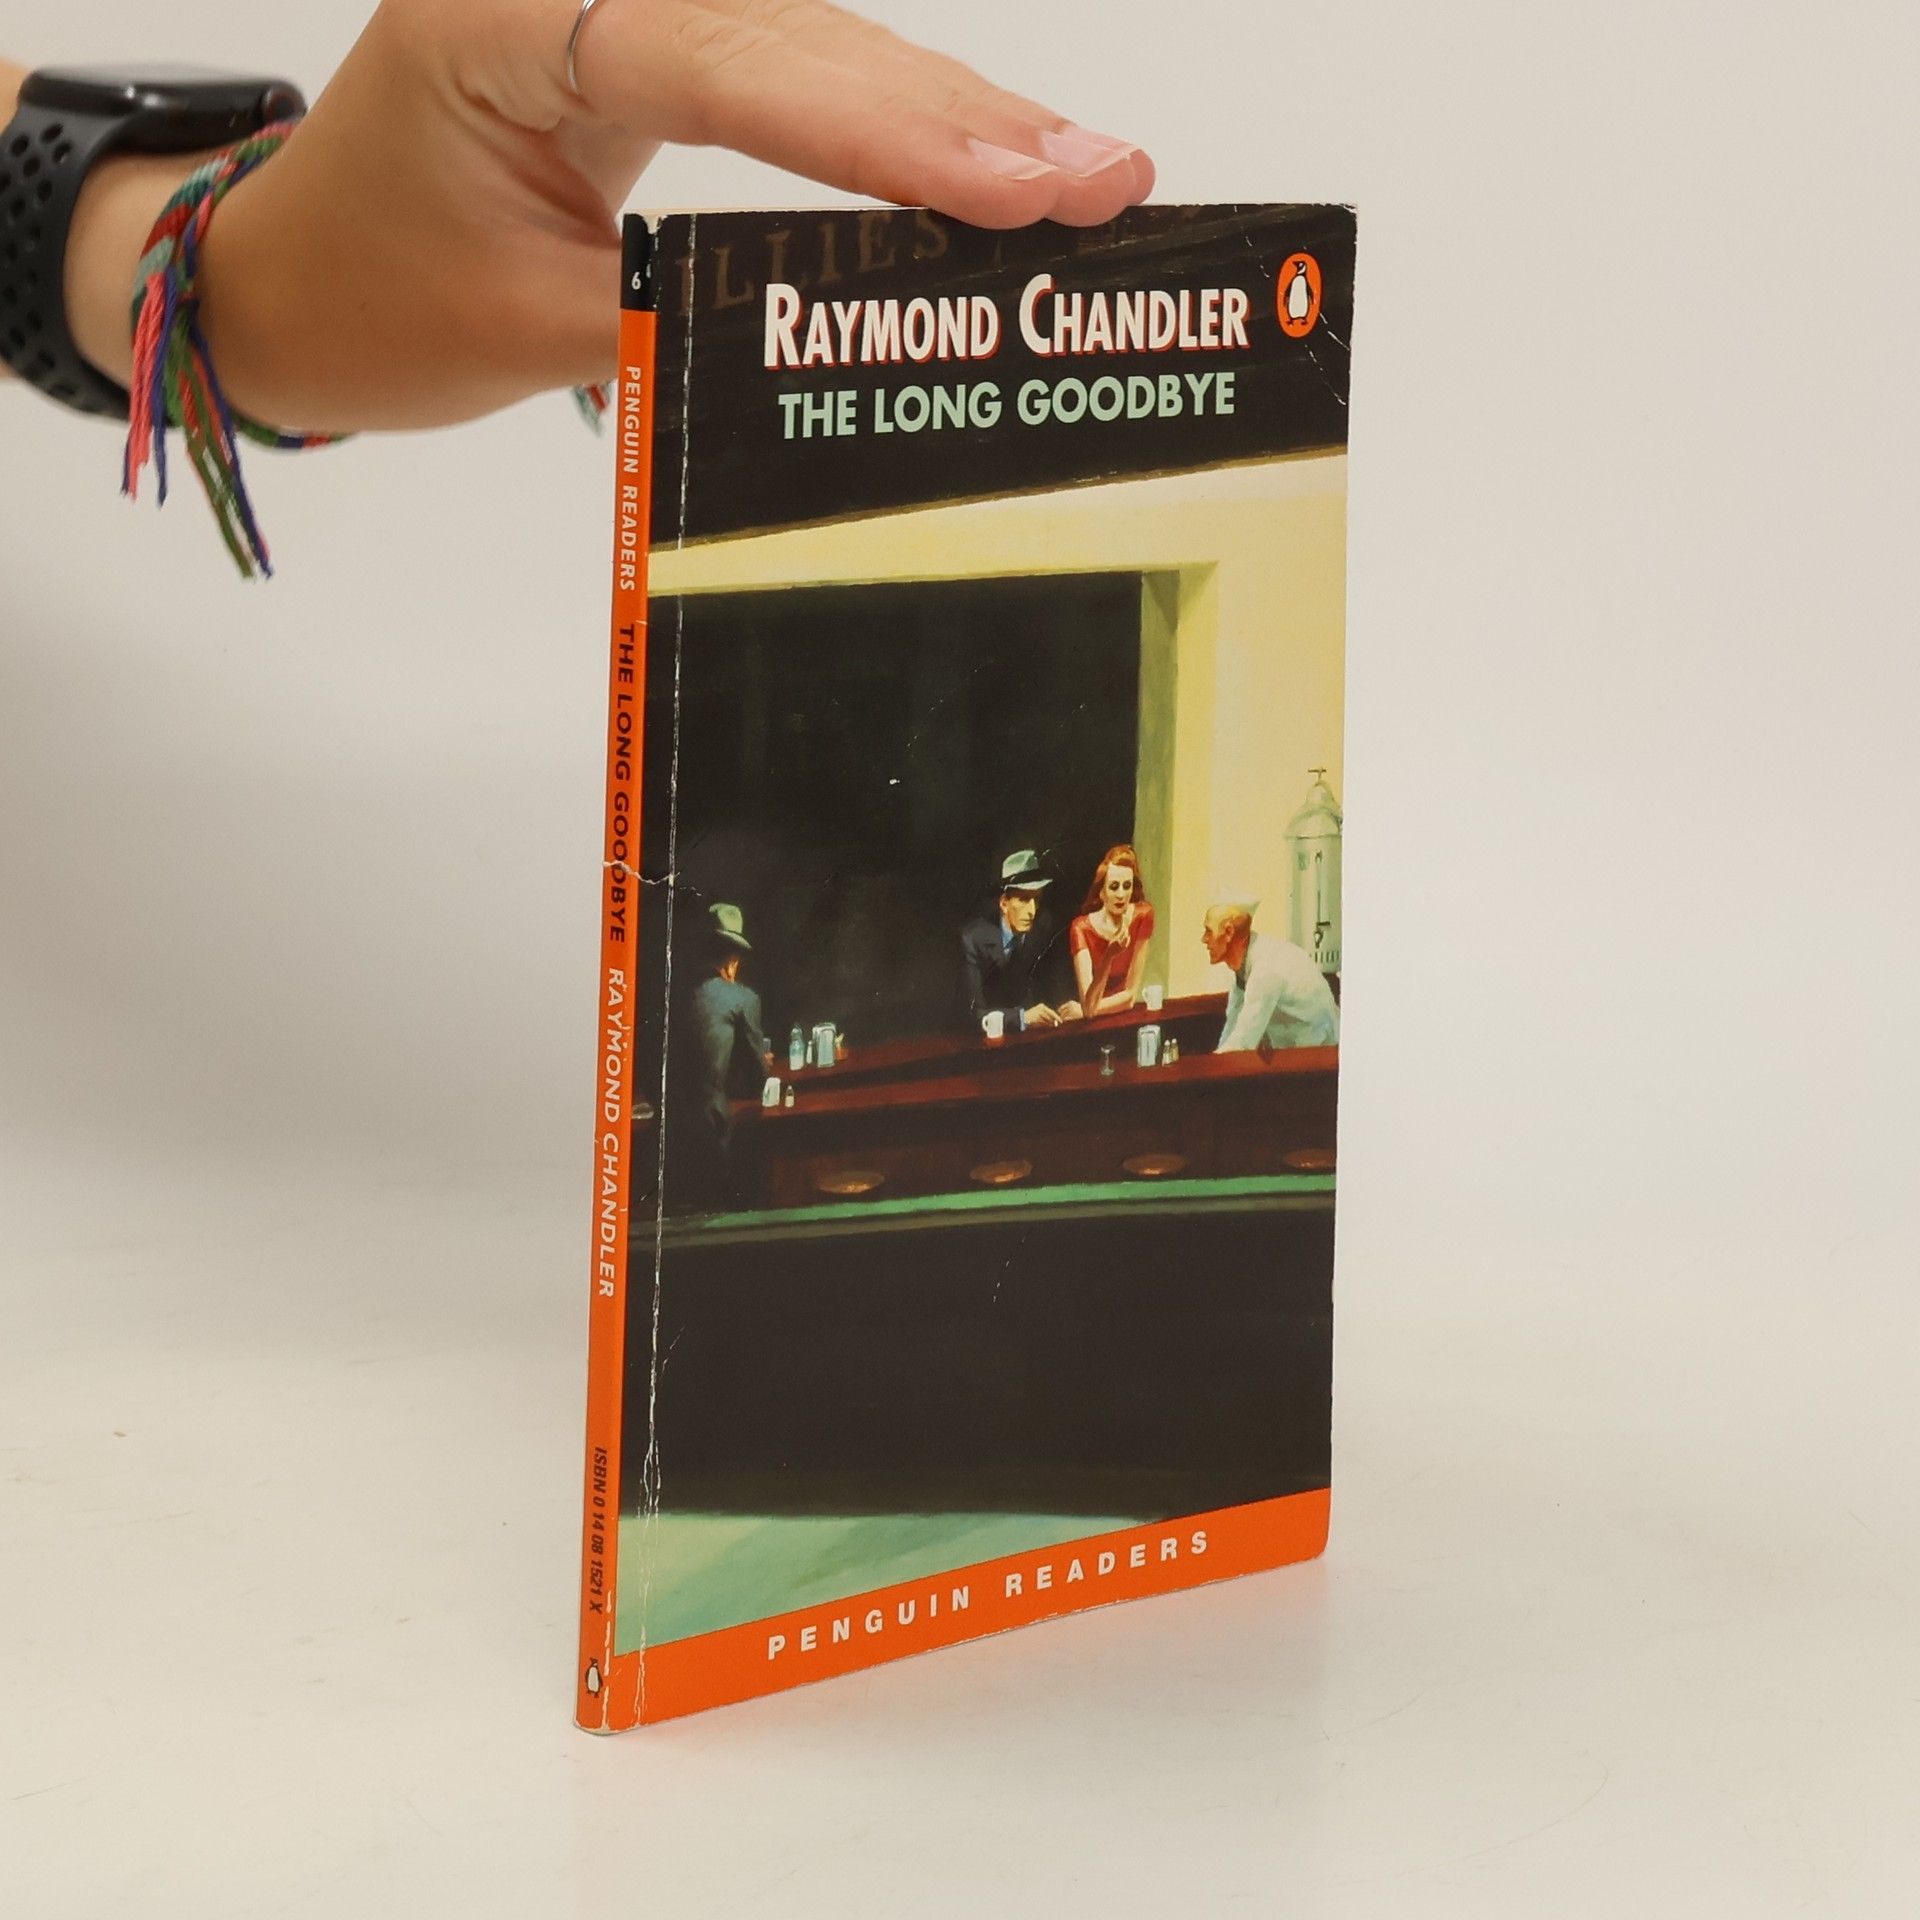 ILLIES
RAYMOND CHANDLER
THE LONG GOODBYE
PENGUIN READERS
6
PENGUIN READERS THE LONG GOODBYE RAYMOND CHANDLER
ISBN 0 14 08 1521 X